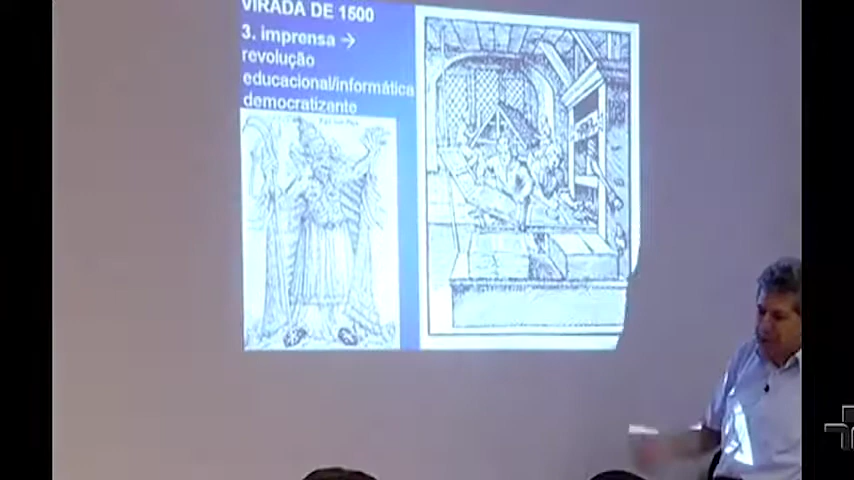 VIRADA DE 1500
3. imprensa →
revolução
educacional/informática
democratizante